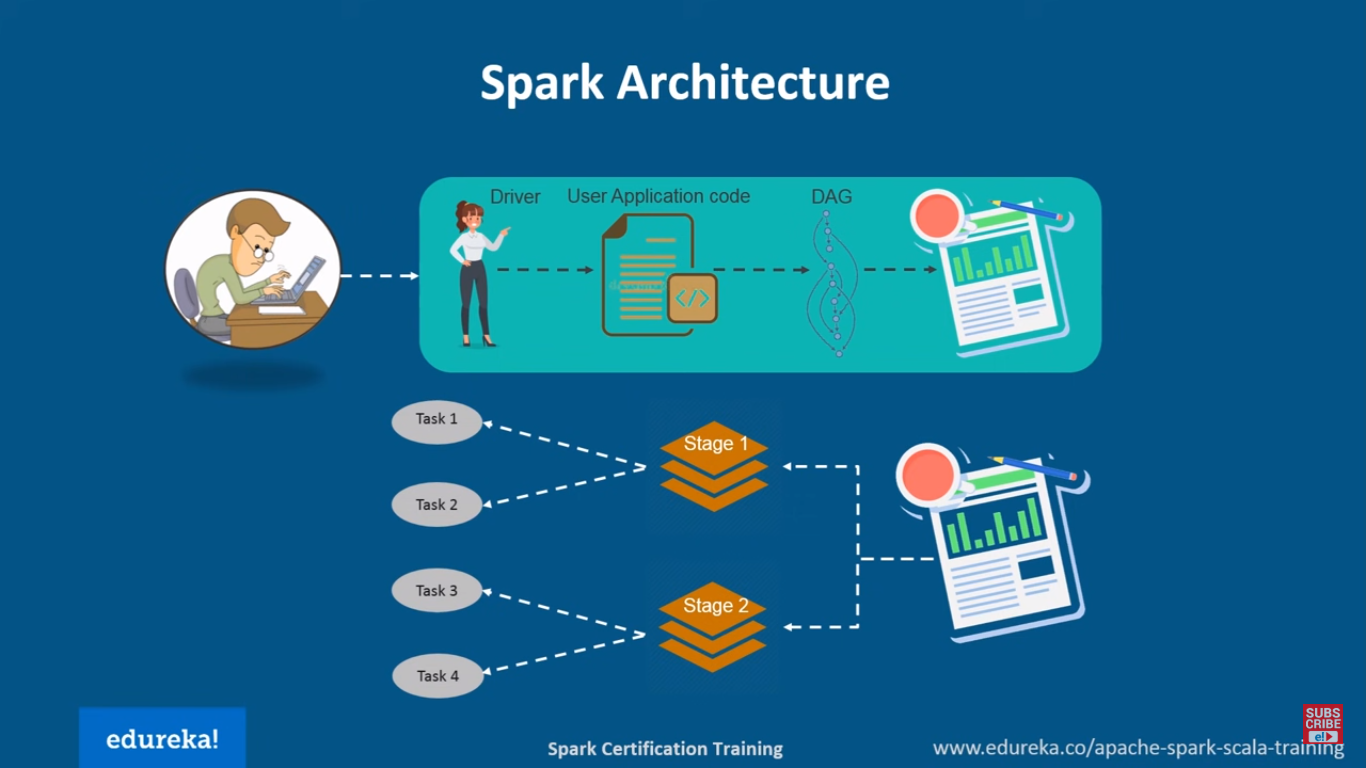 Spark Architecture
Driver
User Application code
DAG
</>
Task 1
Stage 1
Task 2
Task 3
Stage 2
Task 4
edureka!
Spark Certification Training
www.edureka.co/apache-spark-scala-training
SUBS
CRIBE
e!